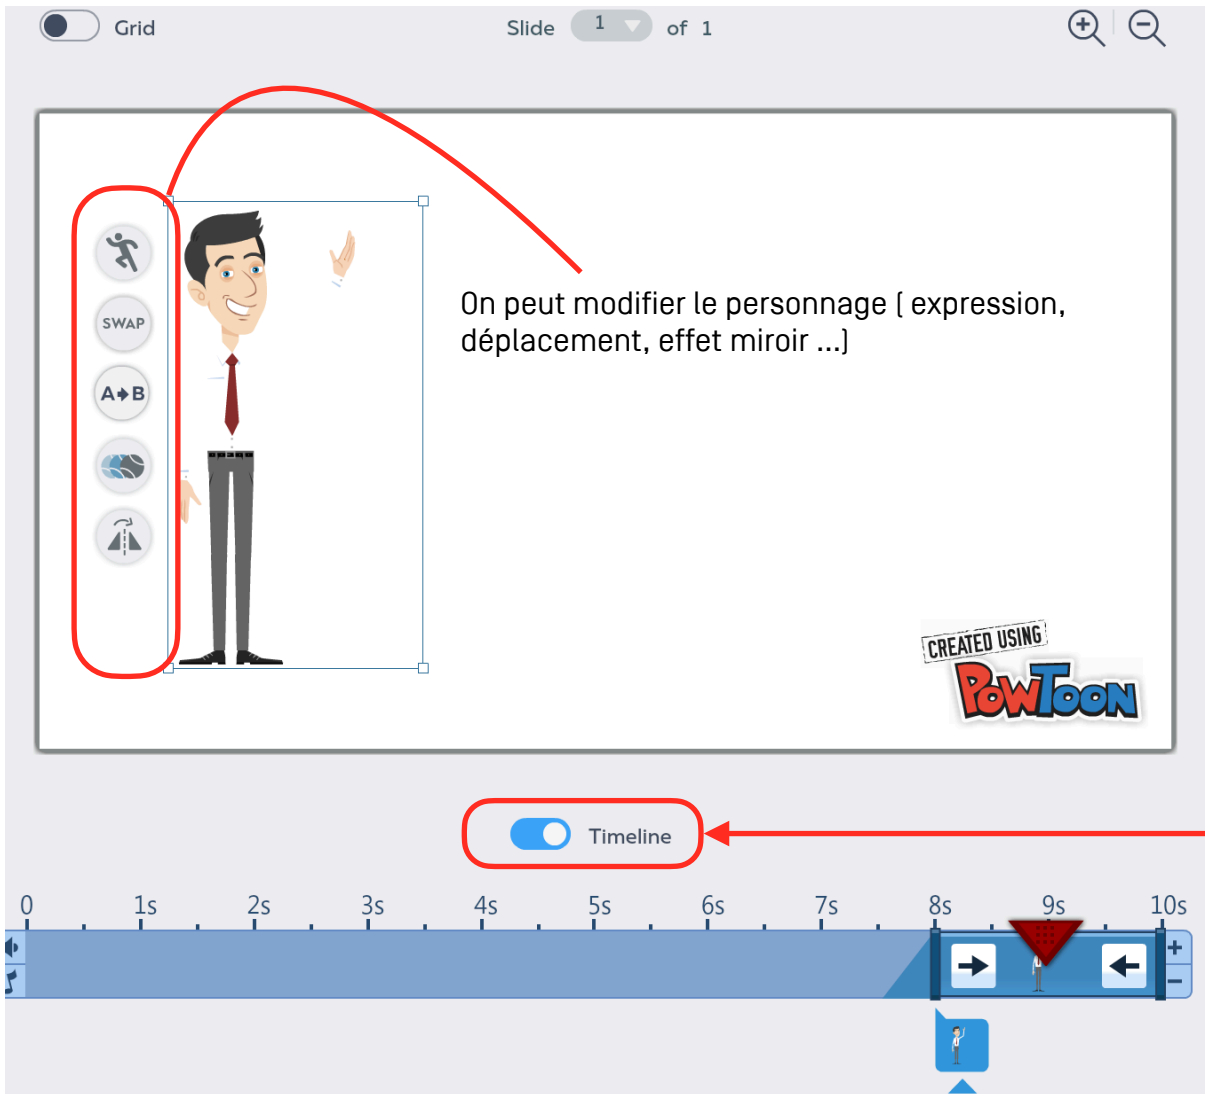 Grid
Slide 1 of 1
SWAP
A→B
On peut modifier le personnage ( expression,
déplacement, effet miroir ...)
CREATED USING
POWTOON
Timeline
0 1s 2s 3s 4s 5s 6s 7s 8s 9s 10s
+
−